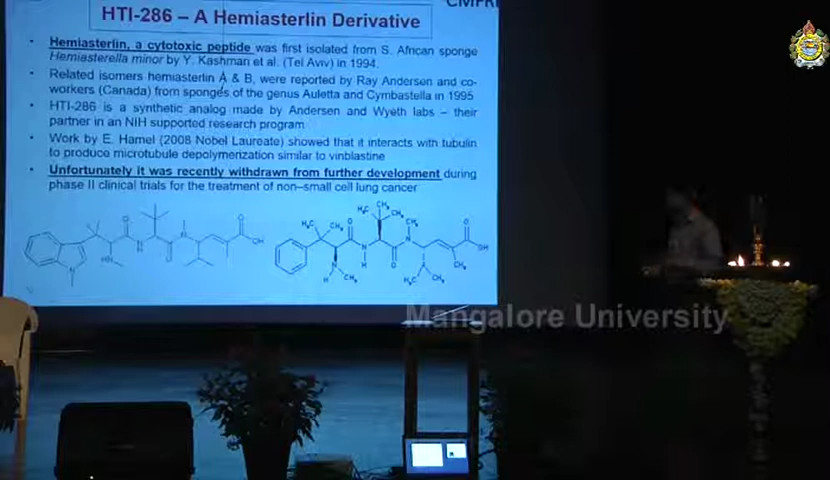 CMFRI
HTI-286 – A Hemiasterlin Derivative
• Hemiasterlin, a cytotoxic peptide was first isolated from S. African sponge
Hemiasterella minor by Y. Kashman et al. (Tel Aviv) in 1994.
• Related isomers hemiasterlin A & B, were reported by Ray Andersen and co-
workers (Canada) from sponges of the genus Auletta and Cymbastella in 1995
• HTI-286 is a synthetic analog made by Andersen and Wyeth labs – their
partner in an NIH supported research program
• Work by E. Hamel (2008 Nobel Laureate) showed that it interacts with tubulin
to produce microtubule depolymerization similar to vinblastine
• Unfortunately it was recently withdrawn from further development during
phase II clinical trials for the treatment of non–small cell lung cancer
Mangalore University